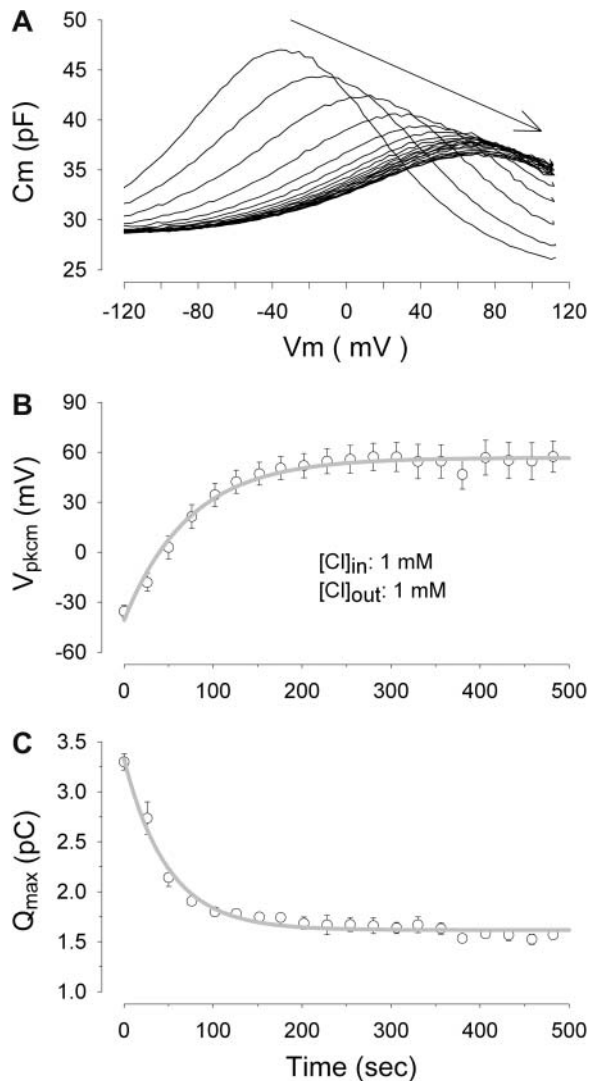 A
50
45
40
35
30
25
Cm (pF)
-120 -80 -40 0 40 80 120
Vm ( mV )
B
90
60
30
0
-30
-60
V_pkcm (mV)
[Cl]in: 1 mM
[Cl]out: 1 mM
0 100 200 300 400 500
C
3.5
3.0
2.5
2.0
1.5
1.0
Q_max (pC)
0 100 200 300 400 500
Time (sec)